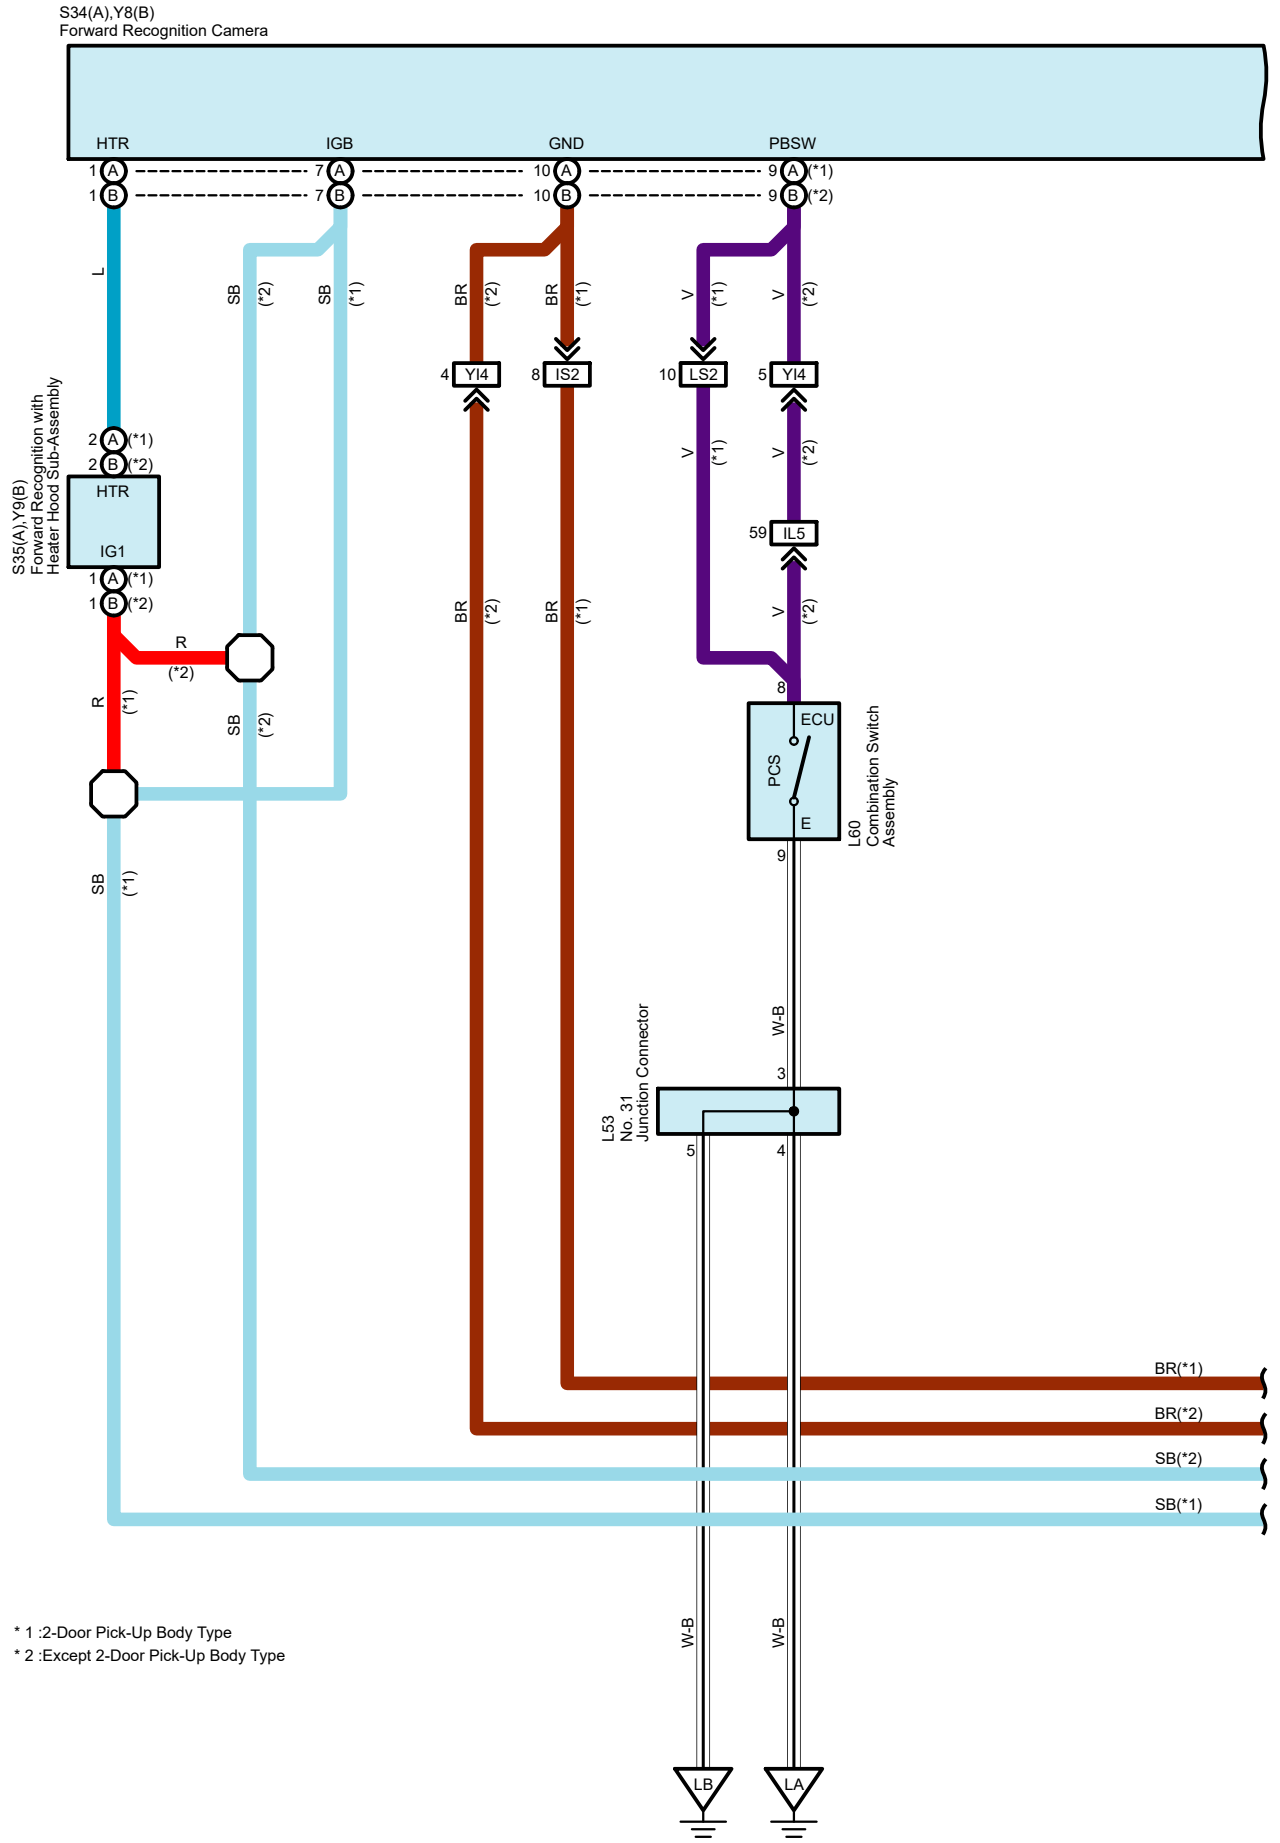 S34(A),Y8(B)
Forward Recognition Camera
HTR
IGB
GND
PBSW
1 A
7 A
10 A
9 A (*1)
1 B
7 B
10 B
9 B (*2)
L
SB
(*2)
SB
(*1)
BR
(*2)
BR
(*1)
V
(*1)
V
(*2)
4 YI4
8 IS2
10 LS2
5 YI4
2 A (*1)
2 B (*2)
HTR
IG1
S35(A),Y9(B)
Forward Recognition with
Heater Hood Sub-Assembly
1 A (*1)
1 B (*2)
V
(*1)
V
(*2)
59 IL5
BR
(*2)
BR
(*1)
V
(*2)
R
(*2)
R
(*1)
SB
(*2)
8
ECU
PCS
E
9
L60
Combination Switch
Assembly
SB
(*1)
W-B
3
L53
No. 31
Junction Connector
5
4
BR(*1)
BR(*2)
SB(*2)
SB(*1)
W-B
W-B
* 1 :2-Door Pick-Up Body Type
* 2 :Except 2-Door Pick-Up Body Type
LB
LA